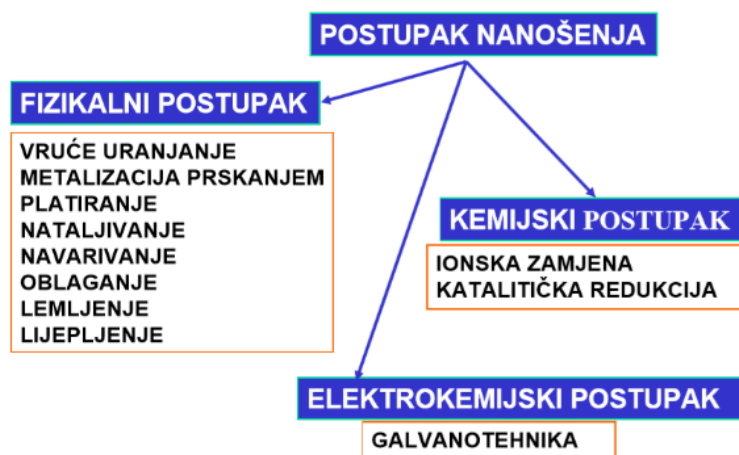 POSTUPAK NANOŠENJA
FIZIKALNI POSTUPAK
VRUĆE URANJANJE
METALIZACIJA PRSKANJEM
PLATIRANJE
NATALJIVANJE
NAVARIVANJE
OBLAGANJE
LEMLJENJE
LIJEPLJENJE
KEMIJSKI POSTUPAK
IONSKA ZAMJENA
KATALITIČKA REDUKCIJA
ELEKTROKEMIJSKI POSTUPAK
GALVANOTEHNIKA